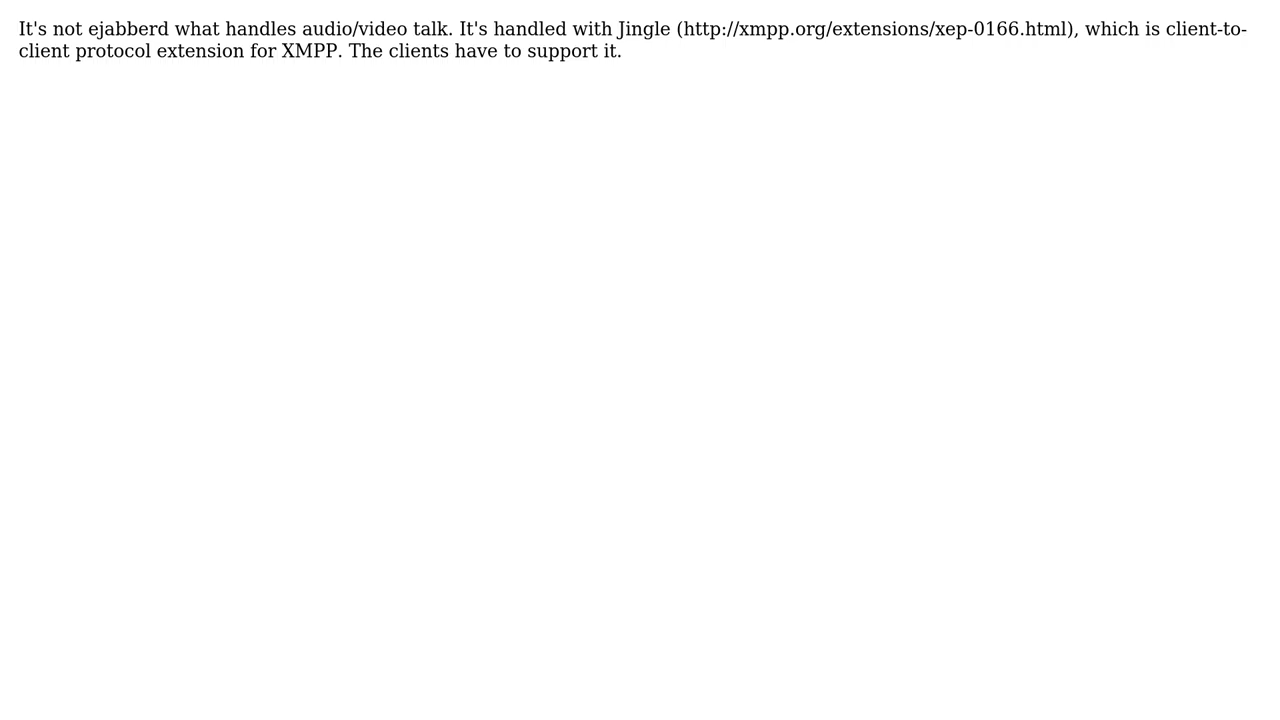 It's not ejabberd what handles audio/video talk. It's handled with Jingle (http://xmpp.org/extensions/xep-0166.html), which is client-to-
client protocol extension for XMPP. The clients have to support it.